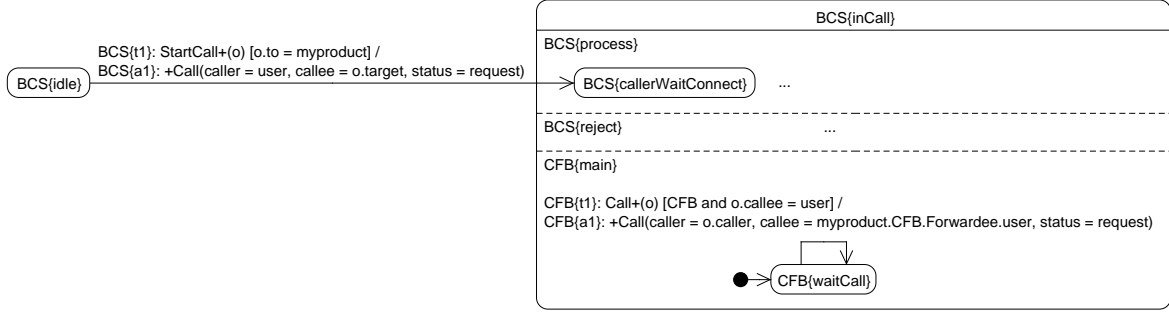 BCS{inCall}
BCS{process}
BCS{t1}: StartCall+(o) [o.to = myproduct] /
BCS{a1}: +Call(caller = user, callee = o.target, status = request)
BCS{idle}
BCS{callerWaitConnect}
...
BCS{reject}
...
CFB{main}
CFB{t1}: Call+(o) [CFB and o.callee = user] /
CFB{a1}: +Call(caller = o.caller, callee = myproduct.CFB.Forwardee.user, status = request)
CFB{waitCall}